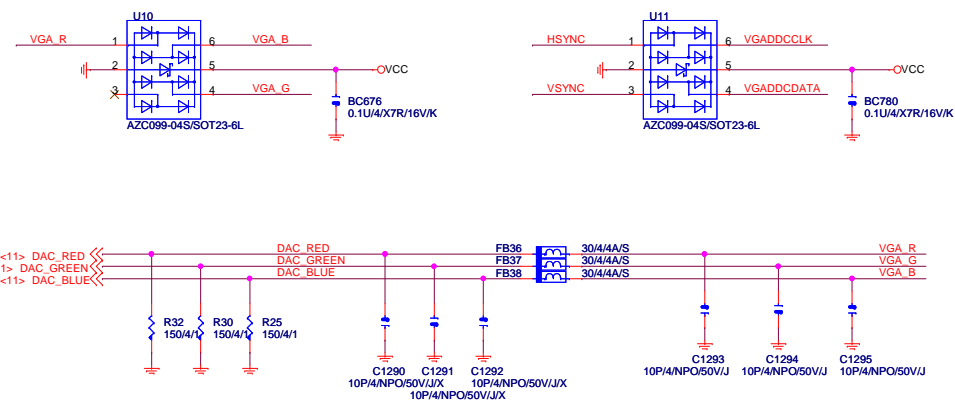 U10
VGA_R 1 6 VGA_B
2 5 VCC
3 4 VGA_G
AZC099-04S/SOT23-6L
BC676
0.1U/4/X7R/16V/K
U11
HSYNC 1 6 VGADDCCLK
2 5 VCC
VSYNC 3 4 VGADDCDATA
AZC099-04S/SOT23-6L
BC780
0.1U/4/X7R/16V/K
<11> DAC_RED DAC_RED FB36 30/4/4A/S VGA_R
1> DAC_GREEN DAC_GREEN FB37 30/4/4A/S VGA_G
<11> DAC_BLUE DAC_BLUE FB38 30/4/4A/S VGA_B
R32 R30 R25
150/4/1 150/4/1 150/4/1
C1290 C1291 C1292
10P/4/NPO/50V/J/X 10P/4/NPO/50V/J/X
10P/4/NPO/50V/J/X
C1293 C1294 C1295
10P/4/NPO/50V/J 10P/4/NPO/50V/J 10P/4/NPO/50V/J